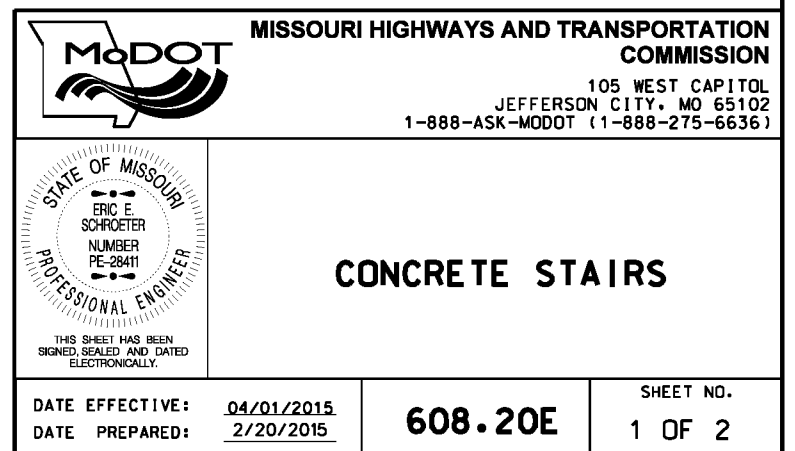 MoDOT
MISSOURI HIGHWAYS AND TRANSPORTATION
COMMISSION
105 WEST CAPITOL
JEFFERSON CITY, MO 65102
1-888-ASK-MODOT (1-888-275-6636)
STATE OF MISSOURI
ERIC E.
SCHROETER
NUMBER
PE-28411
PROFESSIONAL ENGINEER
THIS SHEET HAS BEEN
SIGNED, SEALED AND DATED
ELECTRONICALLY.
CONCRETE STAIRS
DATE EFFECTIVE: 04/01/2015
DATE PREPARED: 2/20/2015
608.20E
SHEET NO.
1 OF 2